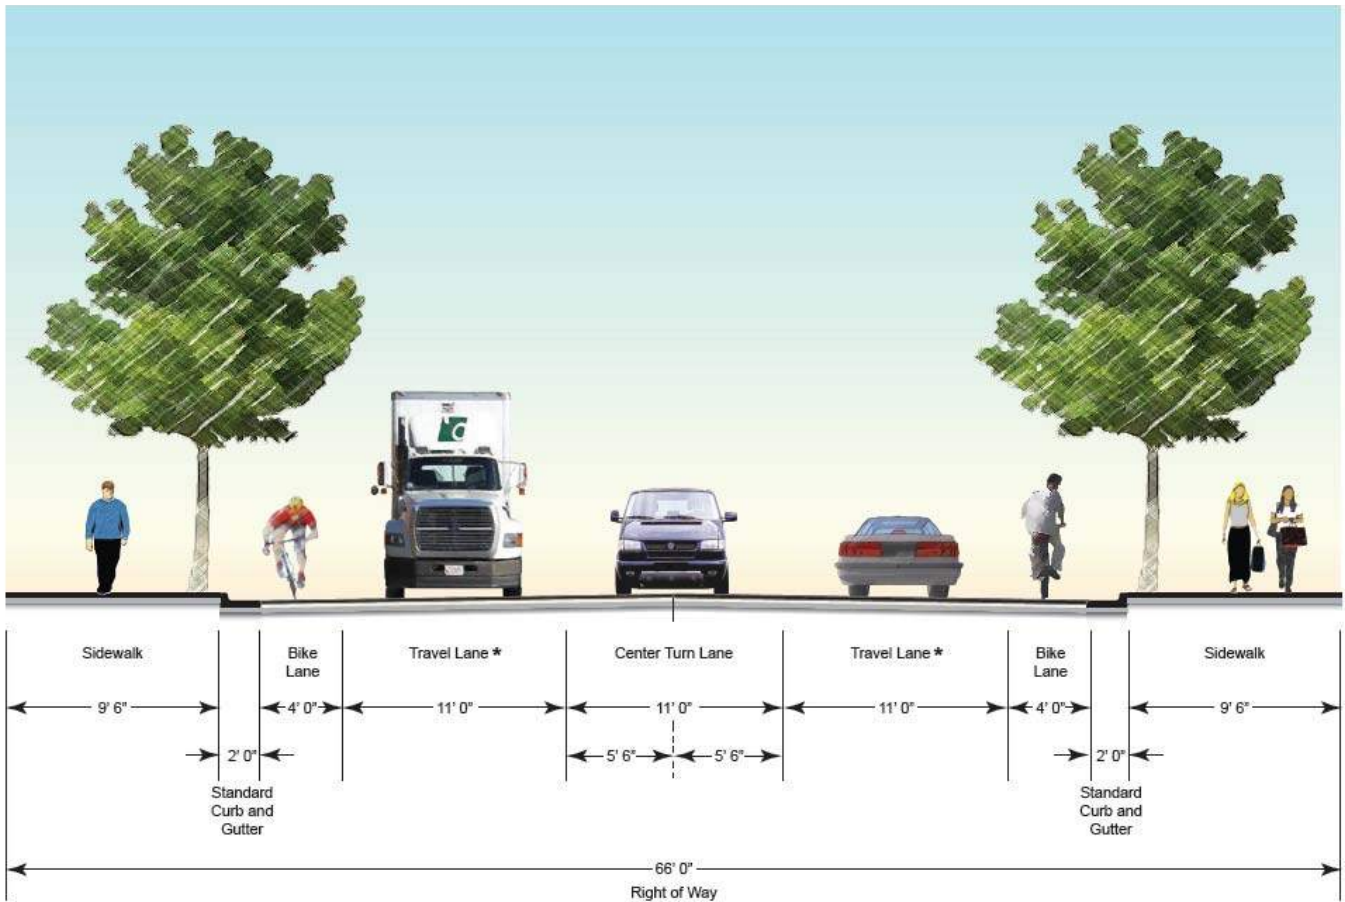 Sidewalk
Bike
Lane
Travel Lane *
Center Turn Lane
Travel Lane *
Bike
Lane
Sidewalk
9' 6"
4' 0"
11' 0"
11' 0"
11' 0"
4' 0"
9' 6"
2' 0"
5' 6"
5' 6"
2' 0"
Standard
Curb and
Gutter
Standard
Curb and
Gutter
66' 0"
Right of Way